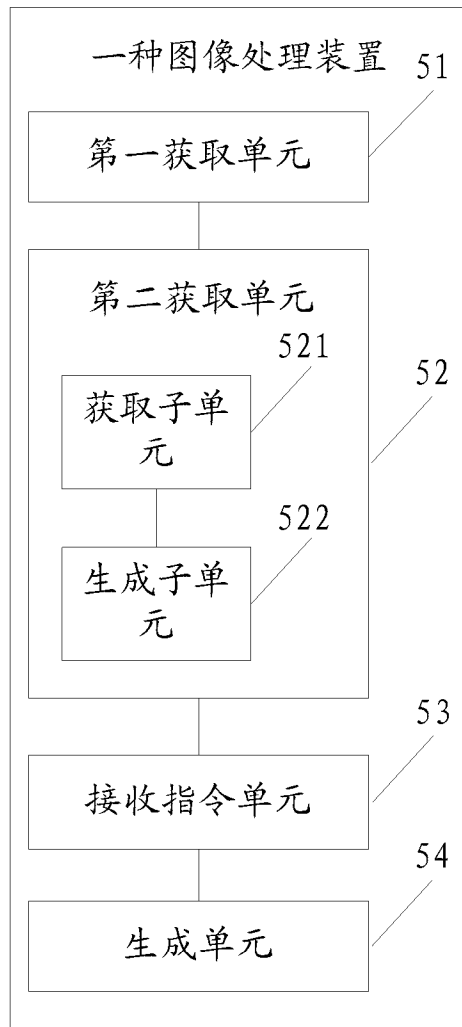 一种图像处理装置
51
第一获取单元
第二获取单元
521
获取子单
元
52
522
生成子单
元
53
接收指令单元
54
生成单元